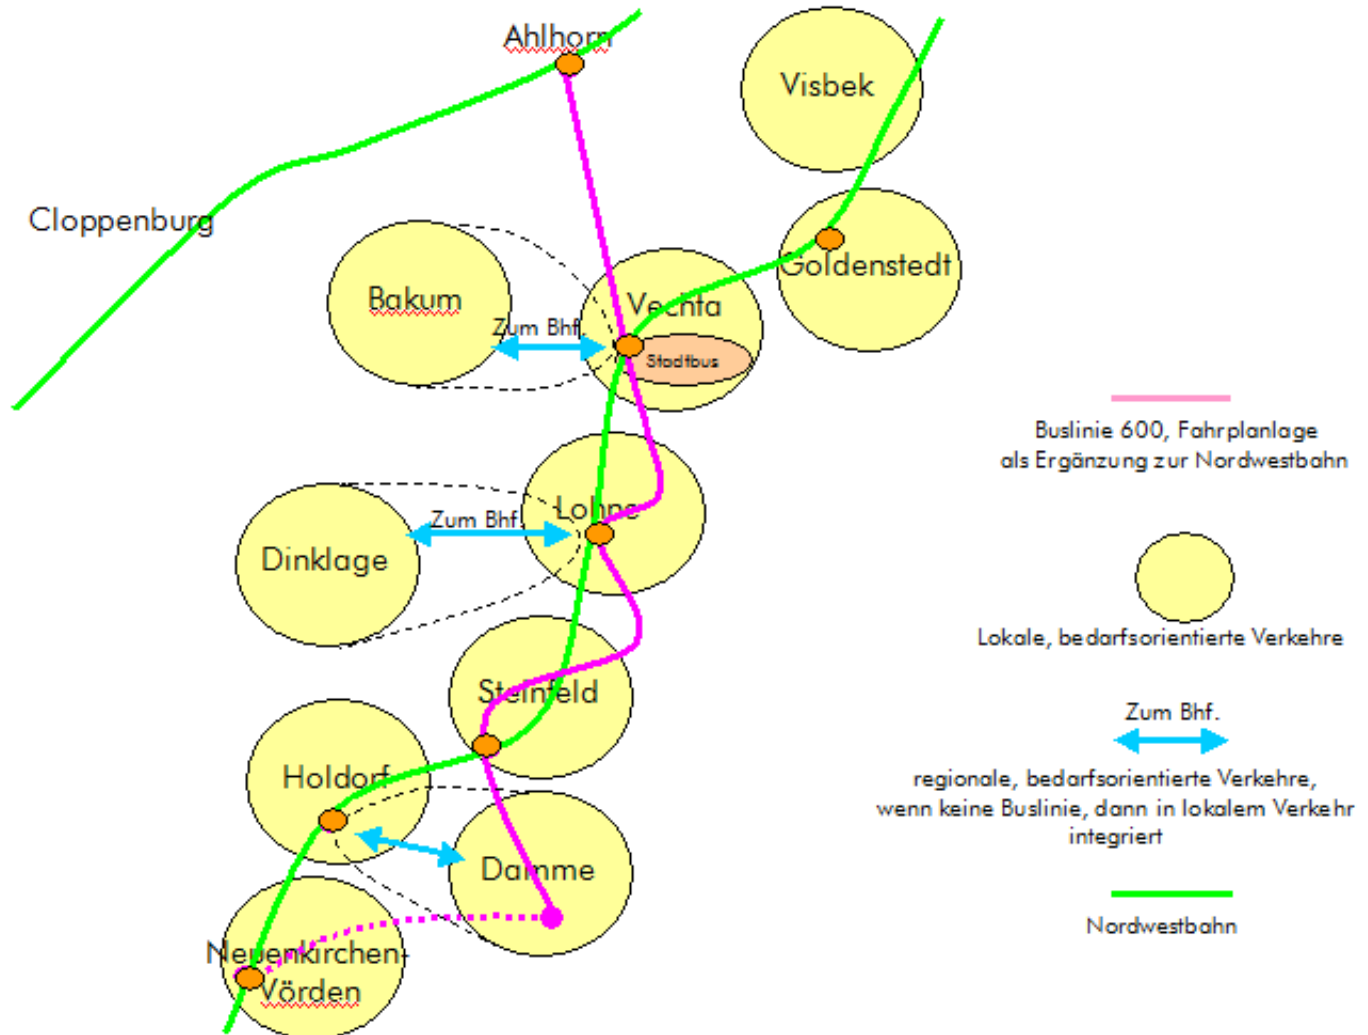 Ahlhorn
Visbek
Cloppenburg
Goldenstedt
Bakum
Vechta
Zum Bhf.
Stadtbus
Buslinie 600, Fahrplanlage
als Ergänzung zur Nordwestbahn
Lohne
Zum Bhf.
Dinklage
Lokale, bedarfsorientierte Verkehre
Steinfeld
Zum Bhf.
Holdorf
regionale, bedarfsorientierte Verkehre,
wenn keine Buslinie, dann in lokalem Verkehr
integriert
Damme
Nordwestbahn
Neuenkirchen-
Vörden